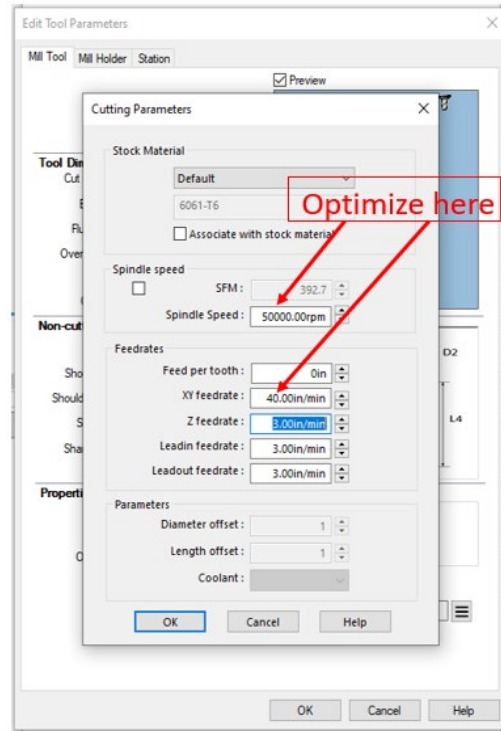 Edit Tool Parameters
Mill Tool Mill Holder Station
Preview
Cutting Parameters
Stock Material
Tool Dim
Default
Cut
6061-T6
Optimize here
Associate with stock material
Over
Spindle speed
SFM : 392.7
Spindle Speed : 50000.00rpm
Non-cut
Feedrates
D2
Feed per tooth : 0in
Sho
XY feedrate : 40.00in/min
Should
Z feedrate : 3.00in/min
L4
S
Leadin feedrate : 3.00in/min
Sha
Leadout feedrate : 3.00in/min
Properti
Parameters
Diameter offset : 1
Length offset : 1
O
Coolant :
OK Cancel Help
OK Cancel Help